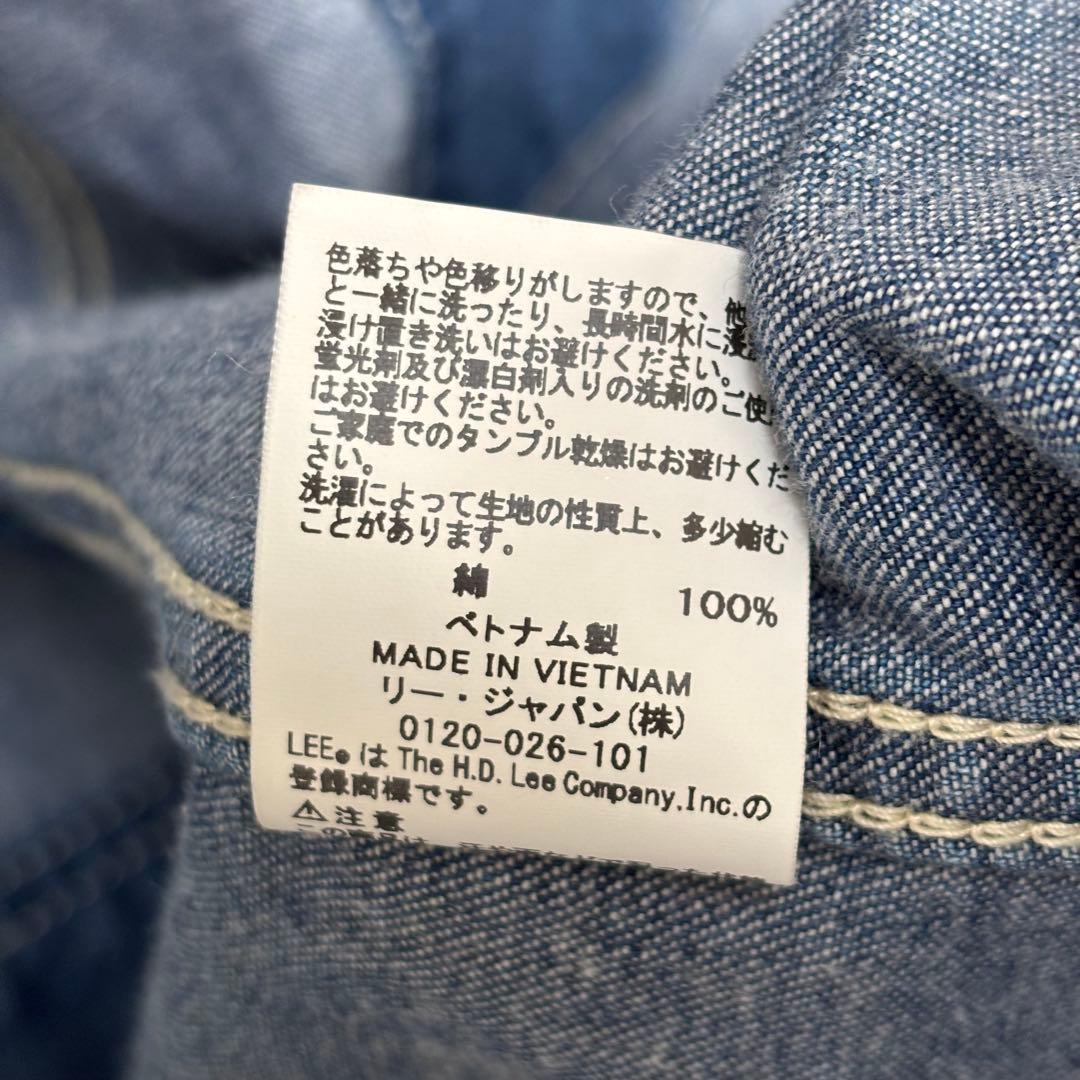 色落ちや色移りがしますので、他
と一緒に洗ったり、長時間水に浸
浸け置き洗いはお避けください。
蛍光剤及び漂白剤入りの洗剤のご使
はお避けください。
ご家庭でのタンブル乾燥はお避けくだ
さい。
洗濯によって生地の性質上、多少縮む
ことがあります。
綿 100%
ベトナム製
MADE IN VIETNAM
リー・ジャパン(株)
0120-026-101
LEE®は The H.D. Lee Company,Inc.の
登録商標です。
⚠注意
この商品は